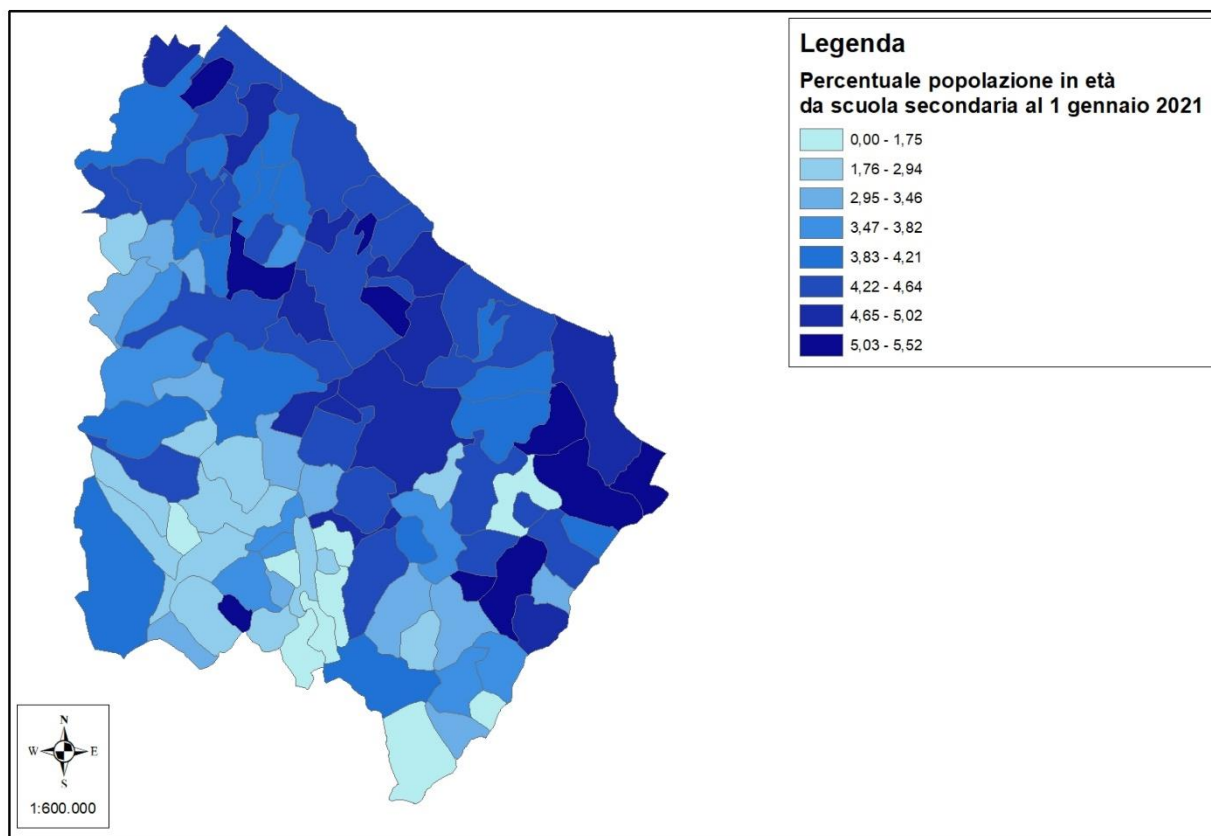 Legenda
Percentuale popolazione in età
da scuola secondaria al 1 gennaio 2021
0,00 - 1,75
1,76 - 2,94
2,95 - 3,46
3,47 - 3,82
3,83 - 4,21
4,22 - 4,64
4,65 - 5,02
5,03 - 5,52
N
W E
S
1:600.000